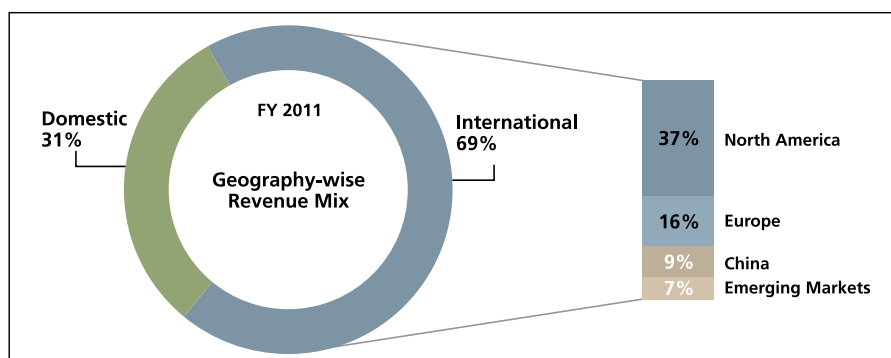 FY 2011
Geography-wise
Revenue Mix
Domestic
31%
International
69%
37% North America
16% Europe
9% China
7% Emerging Markets